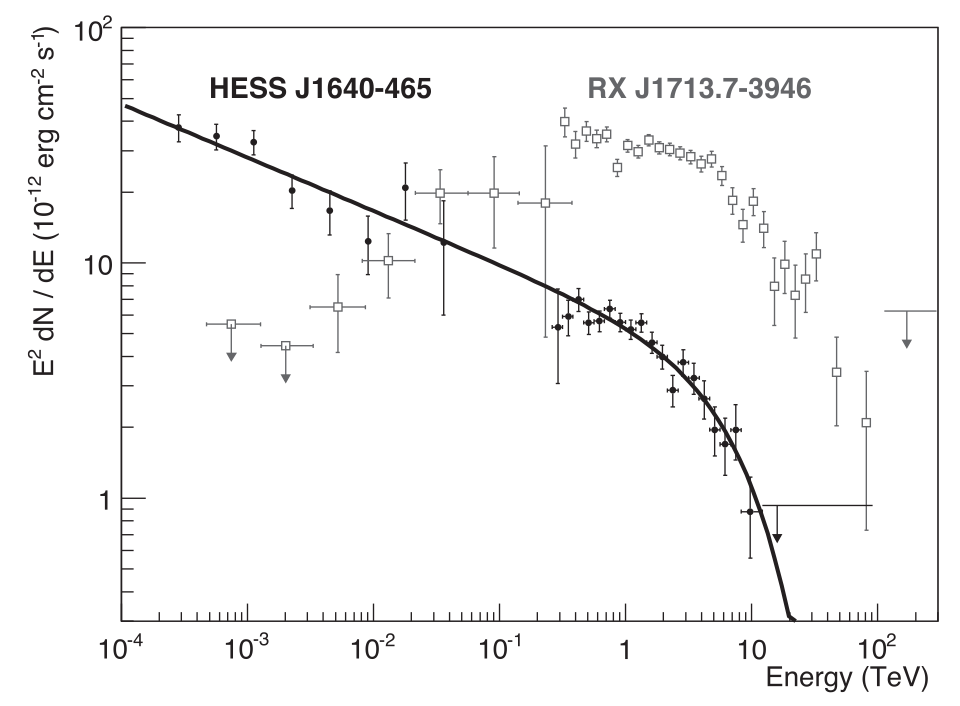 E² dN / dE (10⁻¹² erg cm⁻² s⁻¹)
10²
10
1
HESS J1640-465
RX J1713.7-3946
10⁻⁴ 10⁻³ 10⁻² 10⁻¹ 1 10 10²
Energy (TeV)